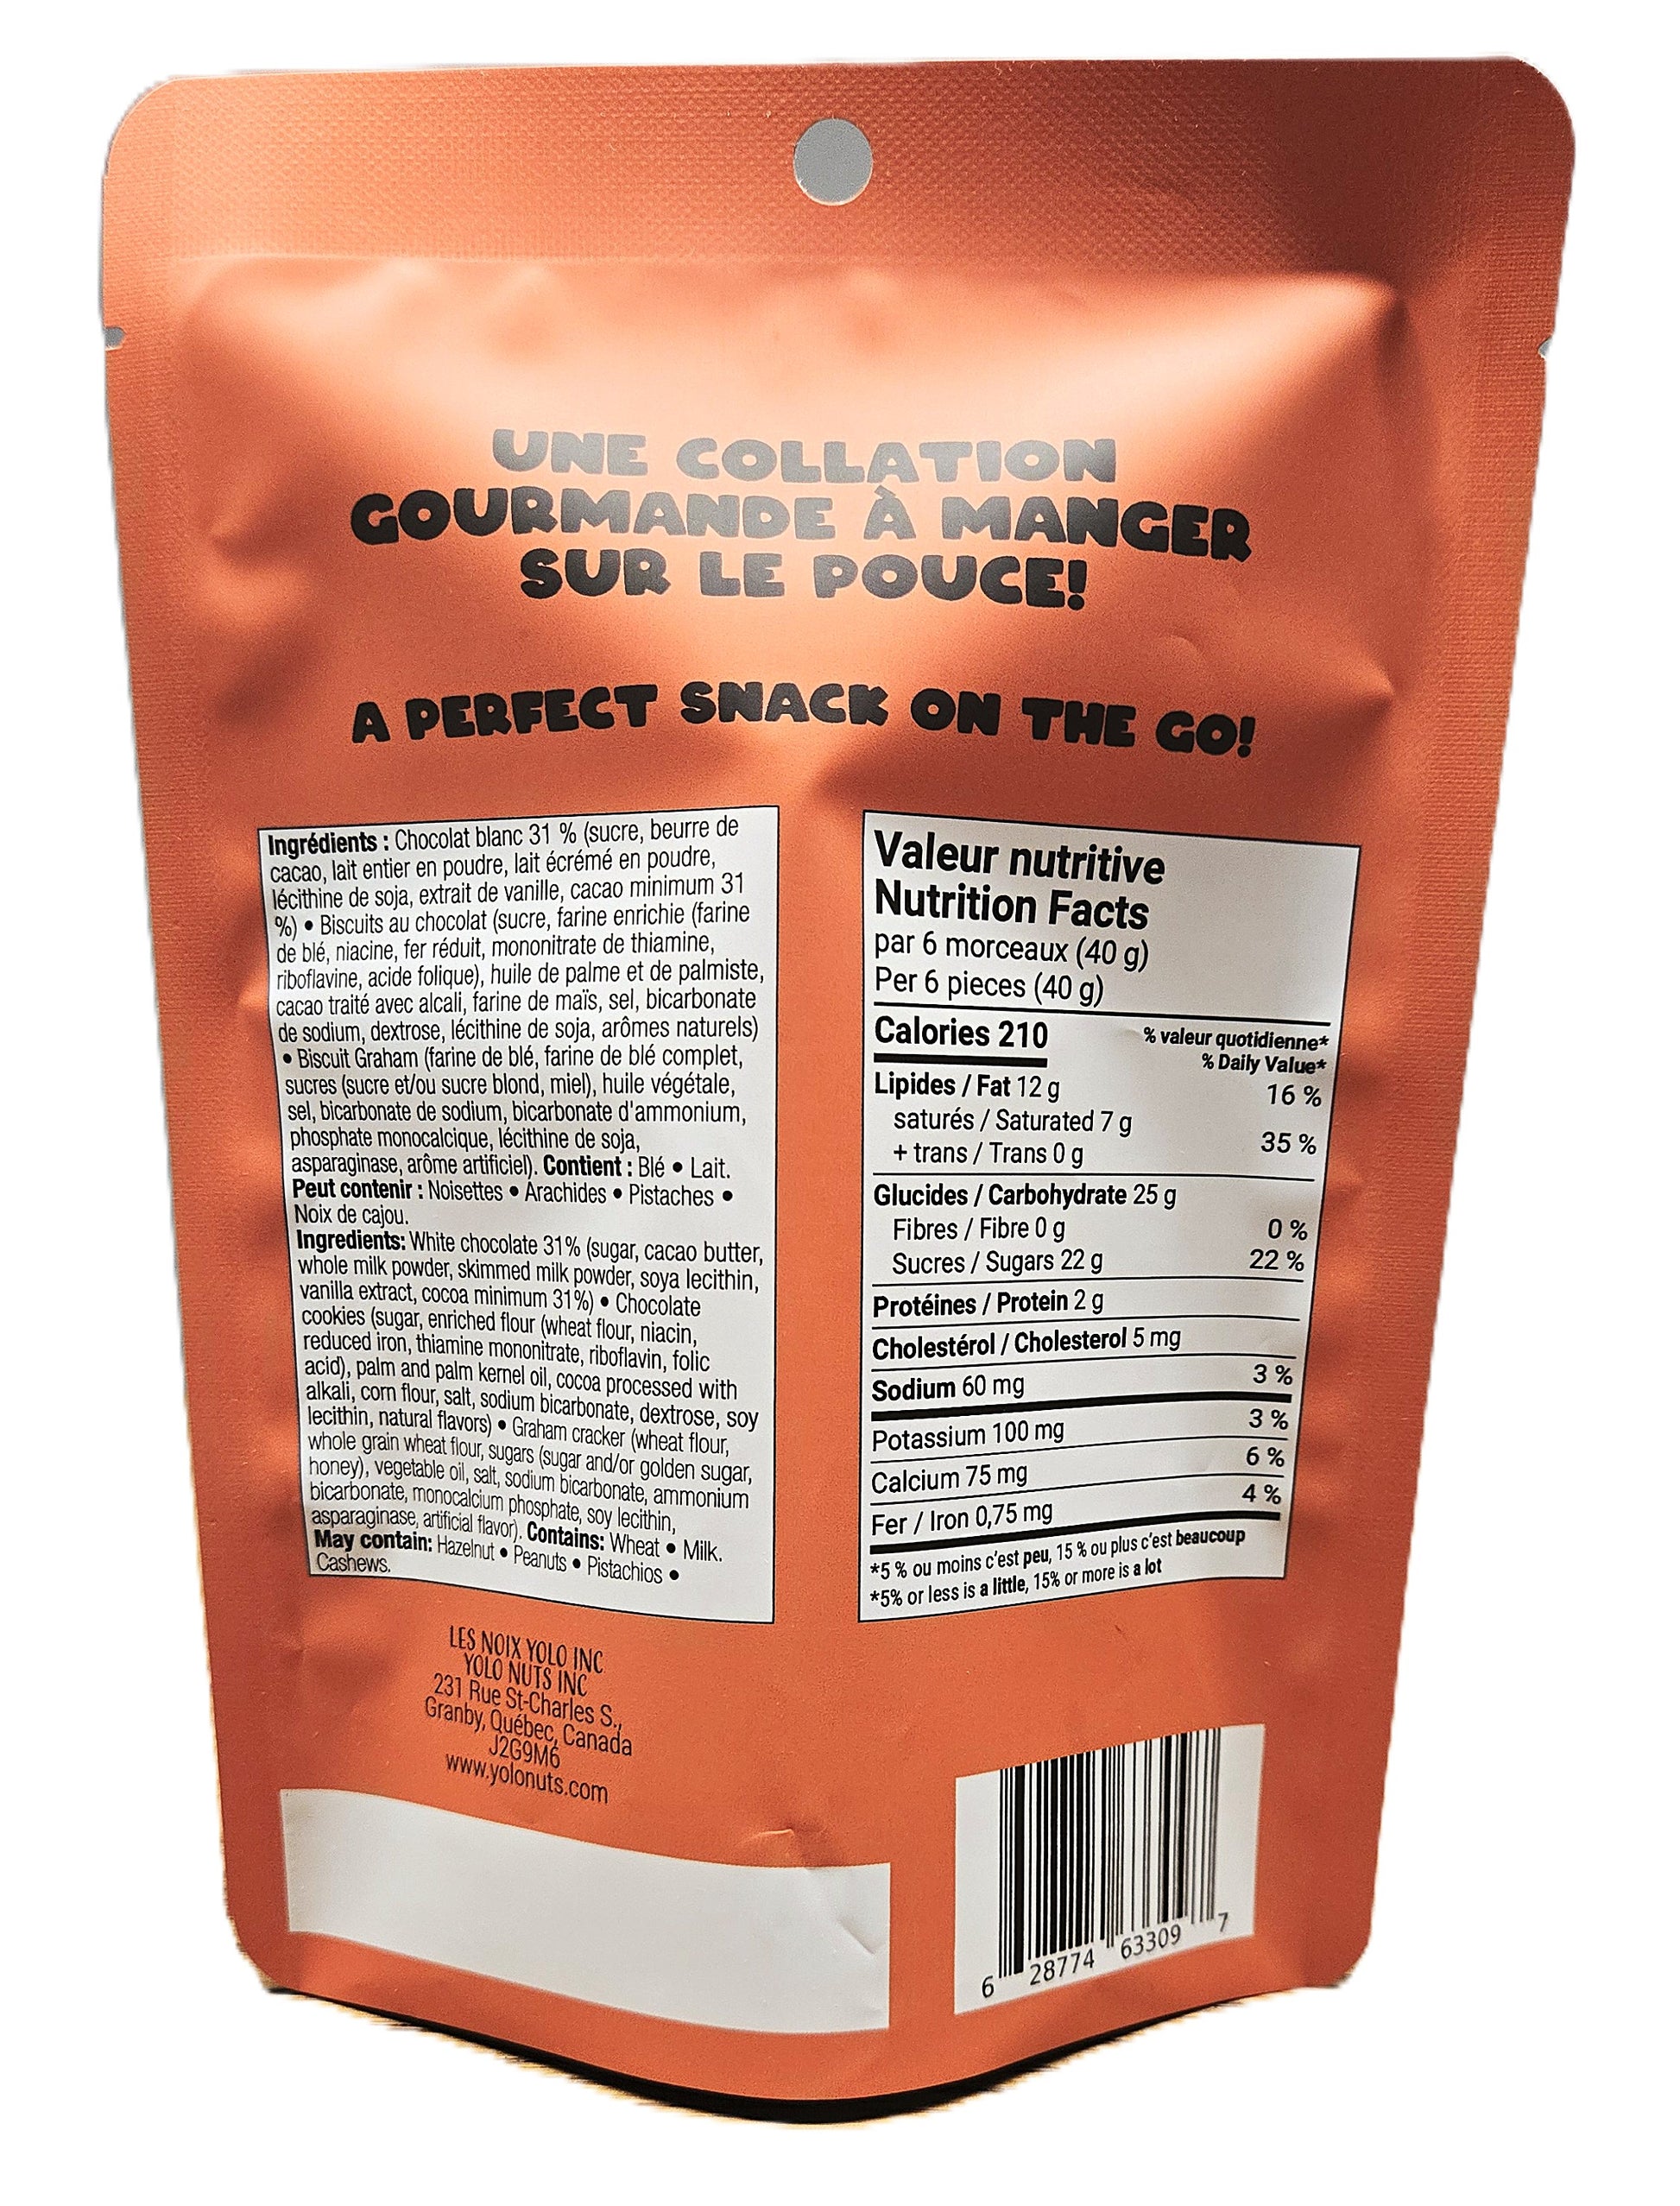 UNE COLLATION
GOURMANDE À MANGER
SUR LE POUCE!
A PERFECT SNACK ON THE GO!
Ingrédients : Chocolat blanc 31 % (sucre, beurre de
cacao, lait entier en poudre, lait écrémé en poudre,
lécithine de soja, extrait de vanille, cacao minimum 31
%) • Biscuits au chocolat (sucre, farine enrichie (farine
de blé, niacine, fer réduit, mononitrate de thiamine,
riboflavine, acide folique), huile de palme et de palmiste,
cacao traité avec alcali, farine de maïs, sel, bicarbonate
de sodium, dextrose, lécithine de soja, arômes naturels)
• Biscuit Graham (farine de blé, farine de blé complet,
sucres (sucre et/ou sucre blond, miel), huile végétale,
sel, bicarbonate de sodium, bicarbonate d'ammonium,
phosphate monocalcique, lécithine de soja,
asparaginase, arôme artificiel). Contient : Blé • Lait.
Peut contenir : Noisettes • Arachides • Pistaches •
Noix de cajou.
Ingredients: White chocolate 31% (sugar, cacao butter,
whole milk powder, skimmed milk powder, soya lecithin,
vanilla extract, cocoa minimum 31%) • Chocolate
cookies (sugar, enriched flour (wheat flour, niacin,
reduced iron, thiamine mononitrate, riboflavin, folic
acid), palm and palm kernel oil, cocoa processed with
alkali, corn flour, salt, sodium bicarbonate, dextrose, soy
lecithin, natural flavors) • Graham cracker (wheat flour,
whole grain wheat flour, sugars (sugar and/or golden sugar,
honey), vegetable oil, salt, sodium bicarbonate, ammonium
bicarbonate, monocalcium phosphate, soy lecithin,
asparaginase, artificial flavor). Contains: Wheat • Milk.
May contain: Hazelnut • Peanuts • Pistachios •
Cashews.
Valeur nutritive
Nutrition Facts
par 6 morceaux (40 g)
Per 6 pieces (40 g)
Calories 210
% valeur quotidienne*
% Daily Value*
Lipides / Fat 12 g 16 %
saturés / Saturated 7 g
+ trans / Trans 0 g 35 %
Glucides / Carbohydrate 25 g
Fibres / Fibre 0 g 0 %
Sucres / Sugars 22 g 22 %
Protéines / Protein 2 g
Cholestérol / Cholesterol 5 mg
Sodium 60 mg 3 %
Potassium 100 mg 3 %
Calcium 75 mg 6 %
Fer / Iron 0,75 mg 4 %
*5 % ou moins c'est peu, 15 % ou plus c'est beaucoup
*5% or less is a little, 15% or more is a lot
LES NOIX YOLO INC
YOLO NUTS INC
231 Rue St-Charles S.,
Granby, Québec, Canada
J2G9M6
www.yolonuts.com
6 28774 63309 7